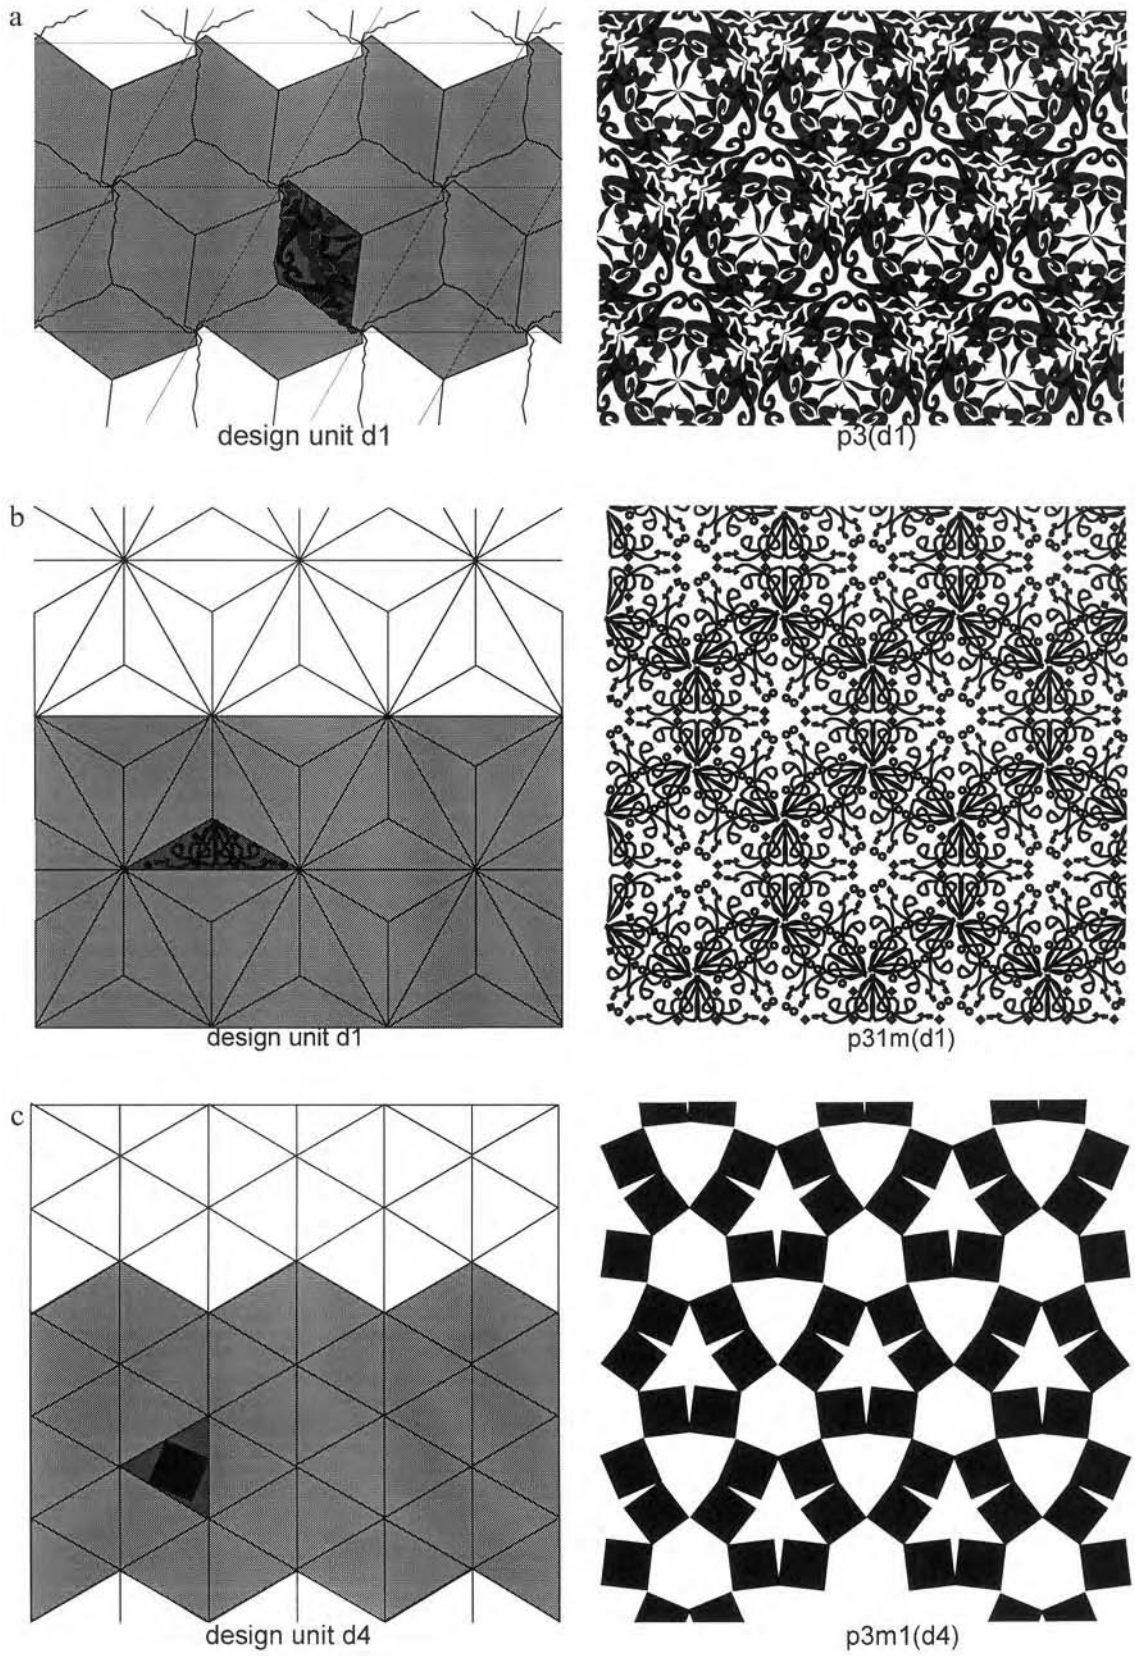 a
design unit d1
p3(d1)
b
design unit d1
p31m(d1)
c
design unit d4
p3m1(d4)